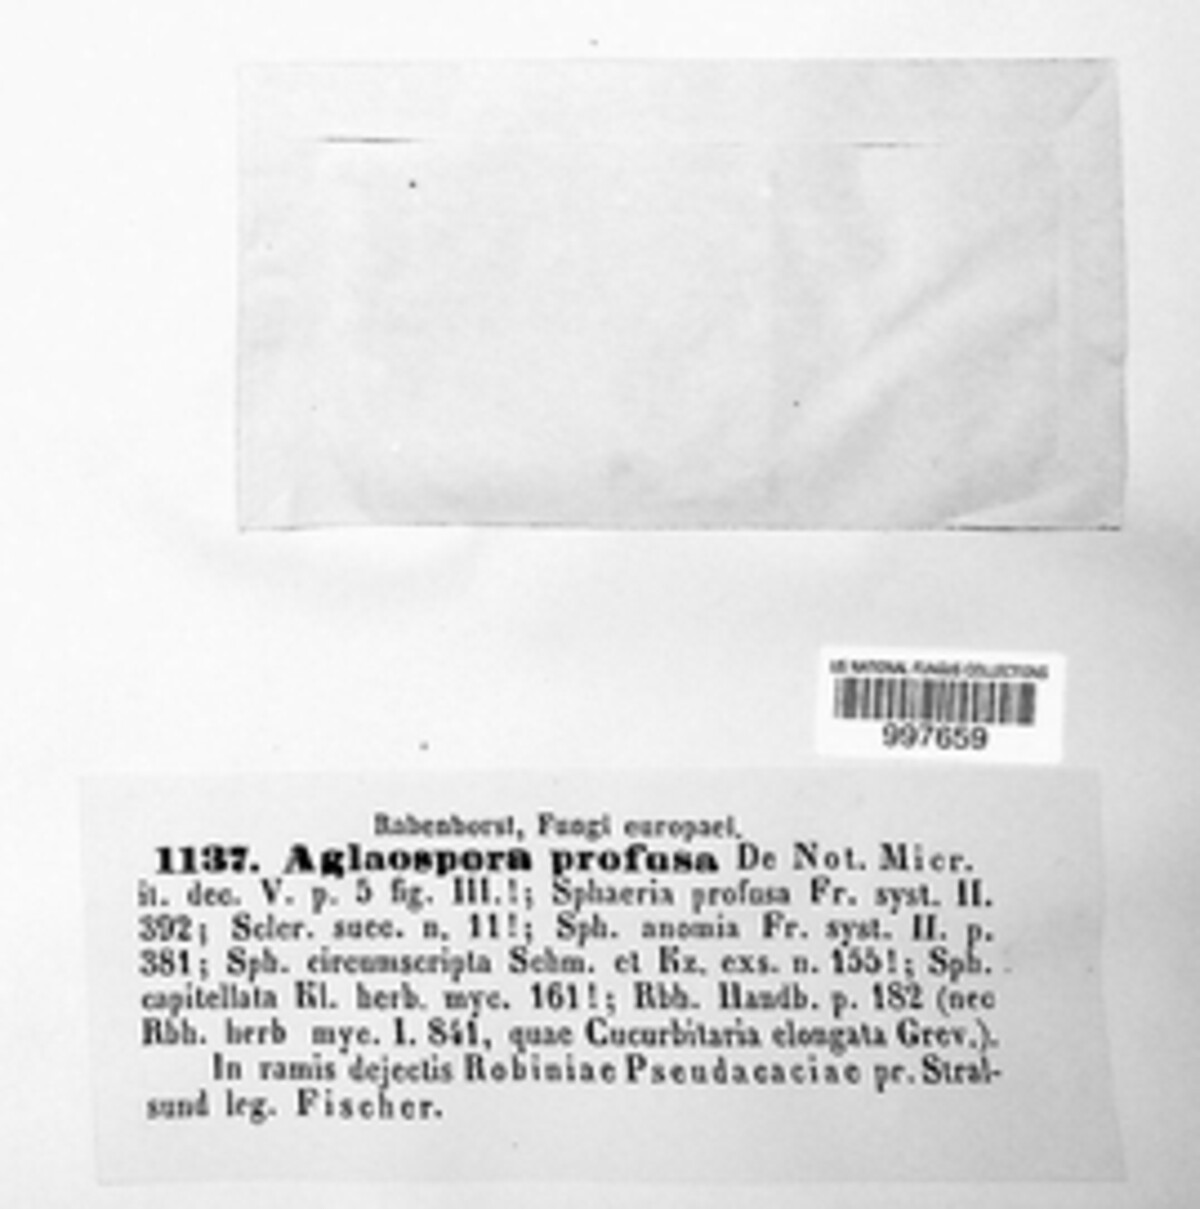 US NATIONAL FUNGUS COLLECTIONS
997659
Rabenhorst, Fungi europaei.
1137. Aglaospora profusa De Not. Micr.
it. dec. V. p. 5 fig. III.!; Sphaeria profusa Fr. syst. II.
392; Scler. succ. n. 11!; Sph. anomia Fr. syst. II. p.
381; Sph. circumscripta Schm. et Kz. exs. n. 155!; Sph.
capitellata Kl. herb. myc. 161!; Rbh. Handb. p. 182 (nec
Rbh. herb myc. I. 841, quae Cucurbitaria elongata Grev.).
In ramis dejectis Robiniae Pseudacaciae pr. Stral-
sund leg. Fischer.